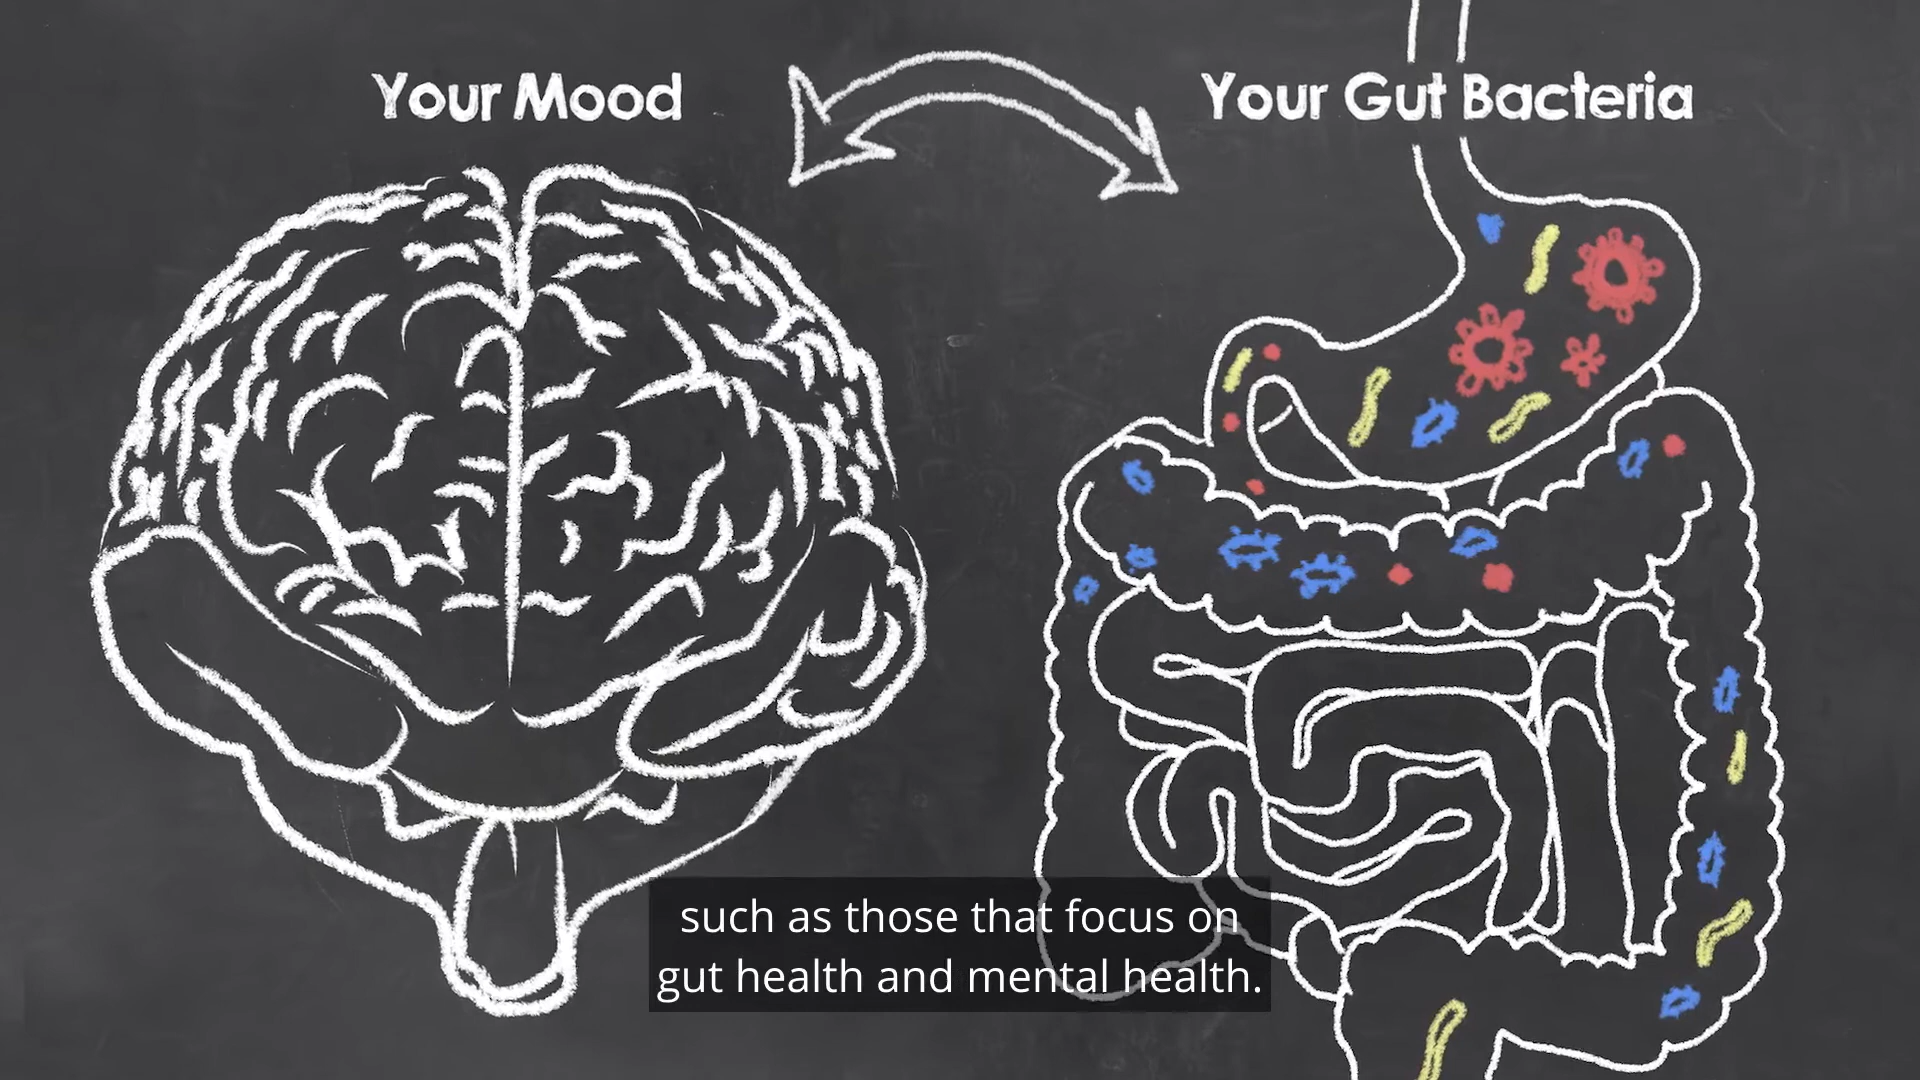 Your Mood
Your Gut Bacteria
such as those that focus on
gut health and mental health.